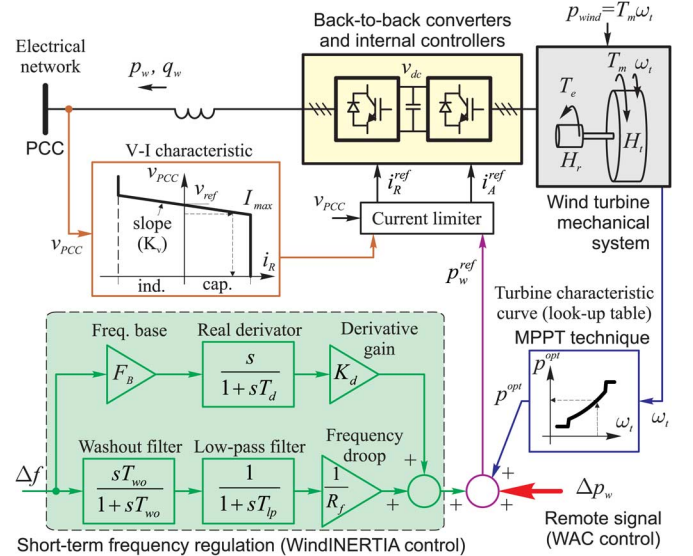 Electrical
network
p_w, q_w
PCC
Back-to-back converters
and internal controllers
v_dc
p_wind=T_mω_t
T_m ω_t
T_e
H_r
H_t
Wind turbine
mechanical
system
V-I characteristic
v_PCC
v_ref
I_max
slope
(K_v)
v_PCC
i_R
ind.
cap.
i_R^ref
i_A^ref
v_PCC
Current limiter
p_w^ref
Turbine characteristic
curve (look-up table)
MPPT technique
p^opt
p^opt
ω_t
ω_t
Freq. base
Real derivator
Derivative
gain
F_B
s
1+sT_d
K_d
Washout filter
Low-pass filter
Frequency
droop
Δf
sT_wo
1+sT_wo
1
1+sT_lp
1
R_f
+
+
+
+
+
Δp_w
Remote signal
(WAC control)
Short-term frequency regulation (WindINERTIA control)